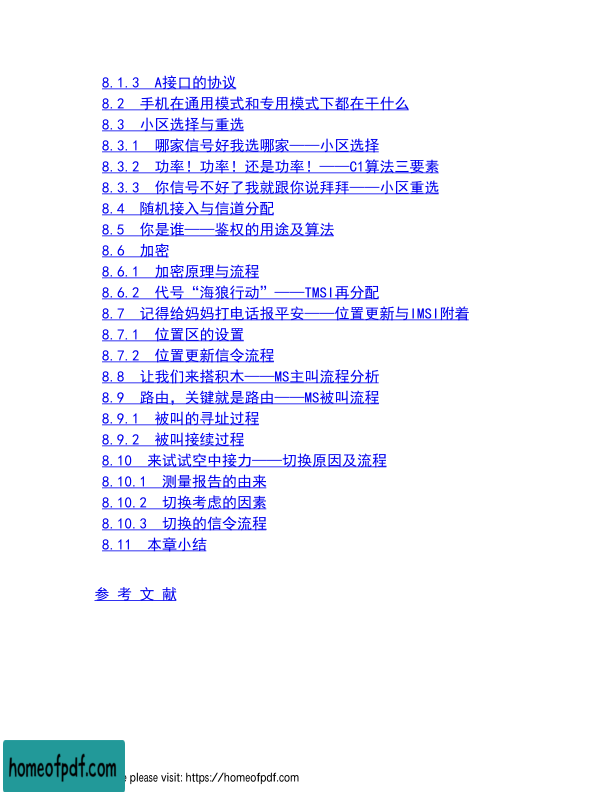 8.1.3 A接口的协议
8.2 手机在通用模式和专用模式下都在干什么
8.3 小区选择与重选
8.3.1 哪家信号好我选哪家——小区选择
8.3.2 功率！功率！还是功率！——C1算法三要素
8.3.3 你信号不好了我就跟你说拜拜——小区重选
8.4 随机接入与信道分配
8.5 你是谁——鉴权的用途及算法
8.6 加密
8.6.1 加密原理与流程
8.6.2 代号“海狼行动”——TMSI再分配
8.7 记得给妈妈打电话报平安——位置更新与IMSI附着
8.7.1 位置区的设置
8.7.2 位置更新信令流程
8.8 让我们来搭积木——MS主叫流程分析
8.9 路由，关键就是路由——MS被叫流程
8.9.1 被叫的寻址过程
8.9.2 被叫接续过程
8.10 来试试空中接力——切换原因及流程
8.10.1 测量报告的由来
8.10.2 切换考虑的因素
8.10.3 切换的信令流程
8.11 本章小结
参 考 文 献
homeofpdf.com
please visit: https://homeofpdf.com